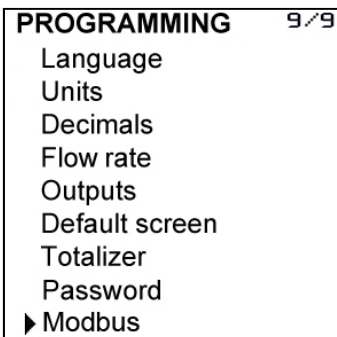 PROGRAMMING 9/9
Language
Units
Decimals
Flow rate
Outputs
Default screen
Totalizer
Password
Modbus